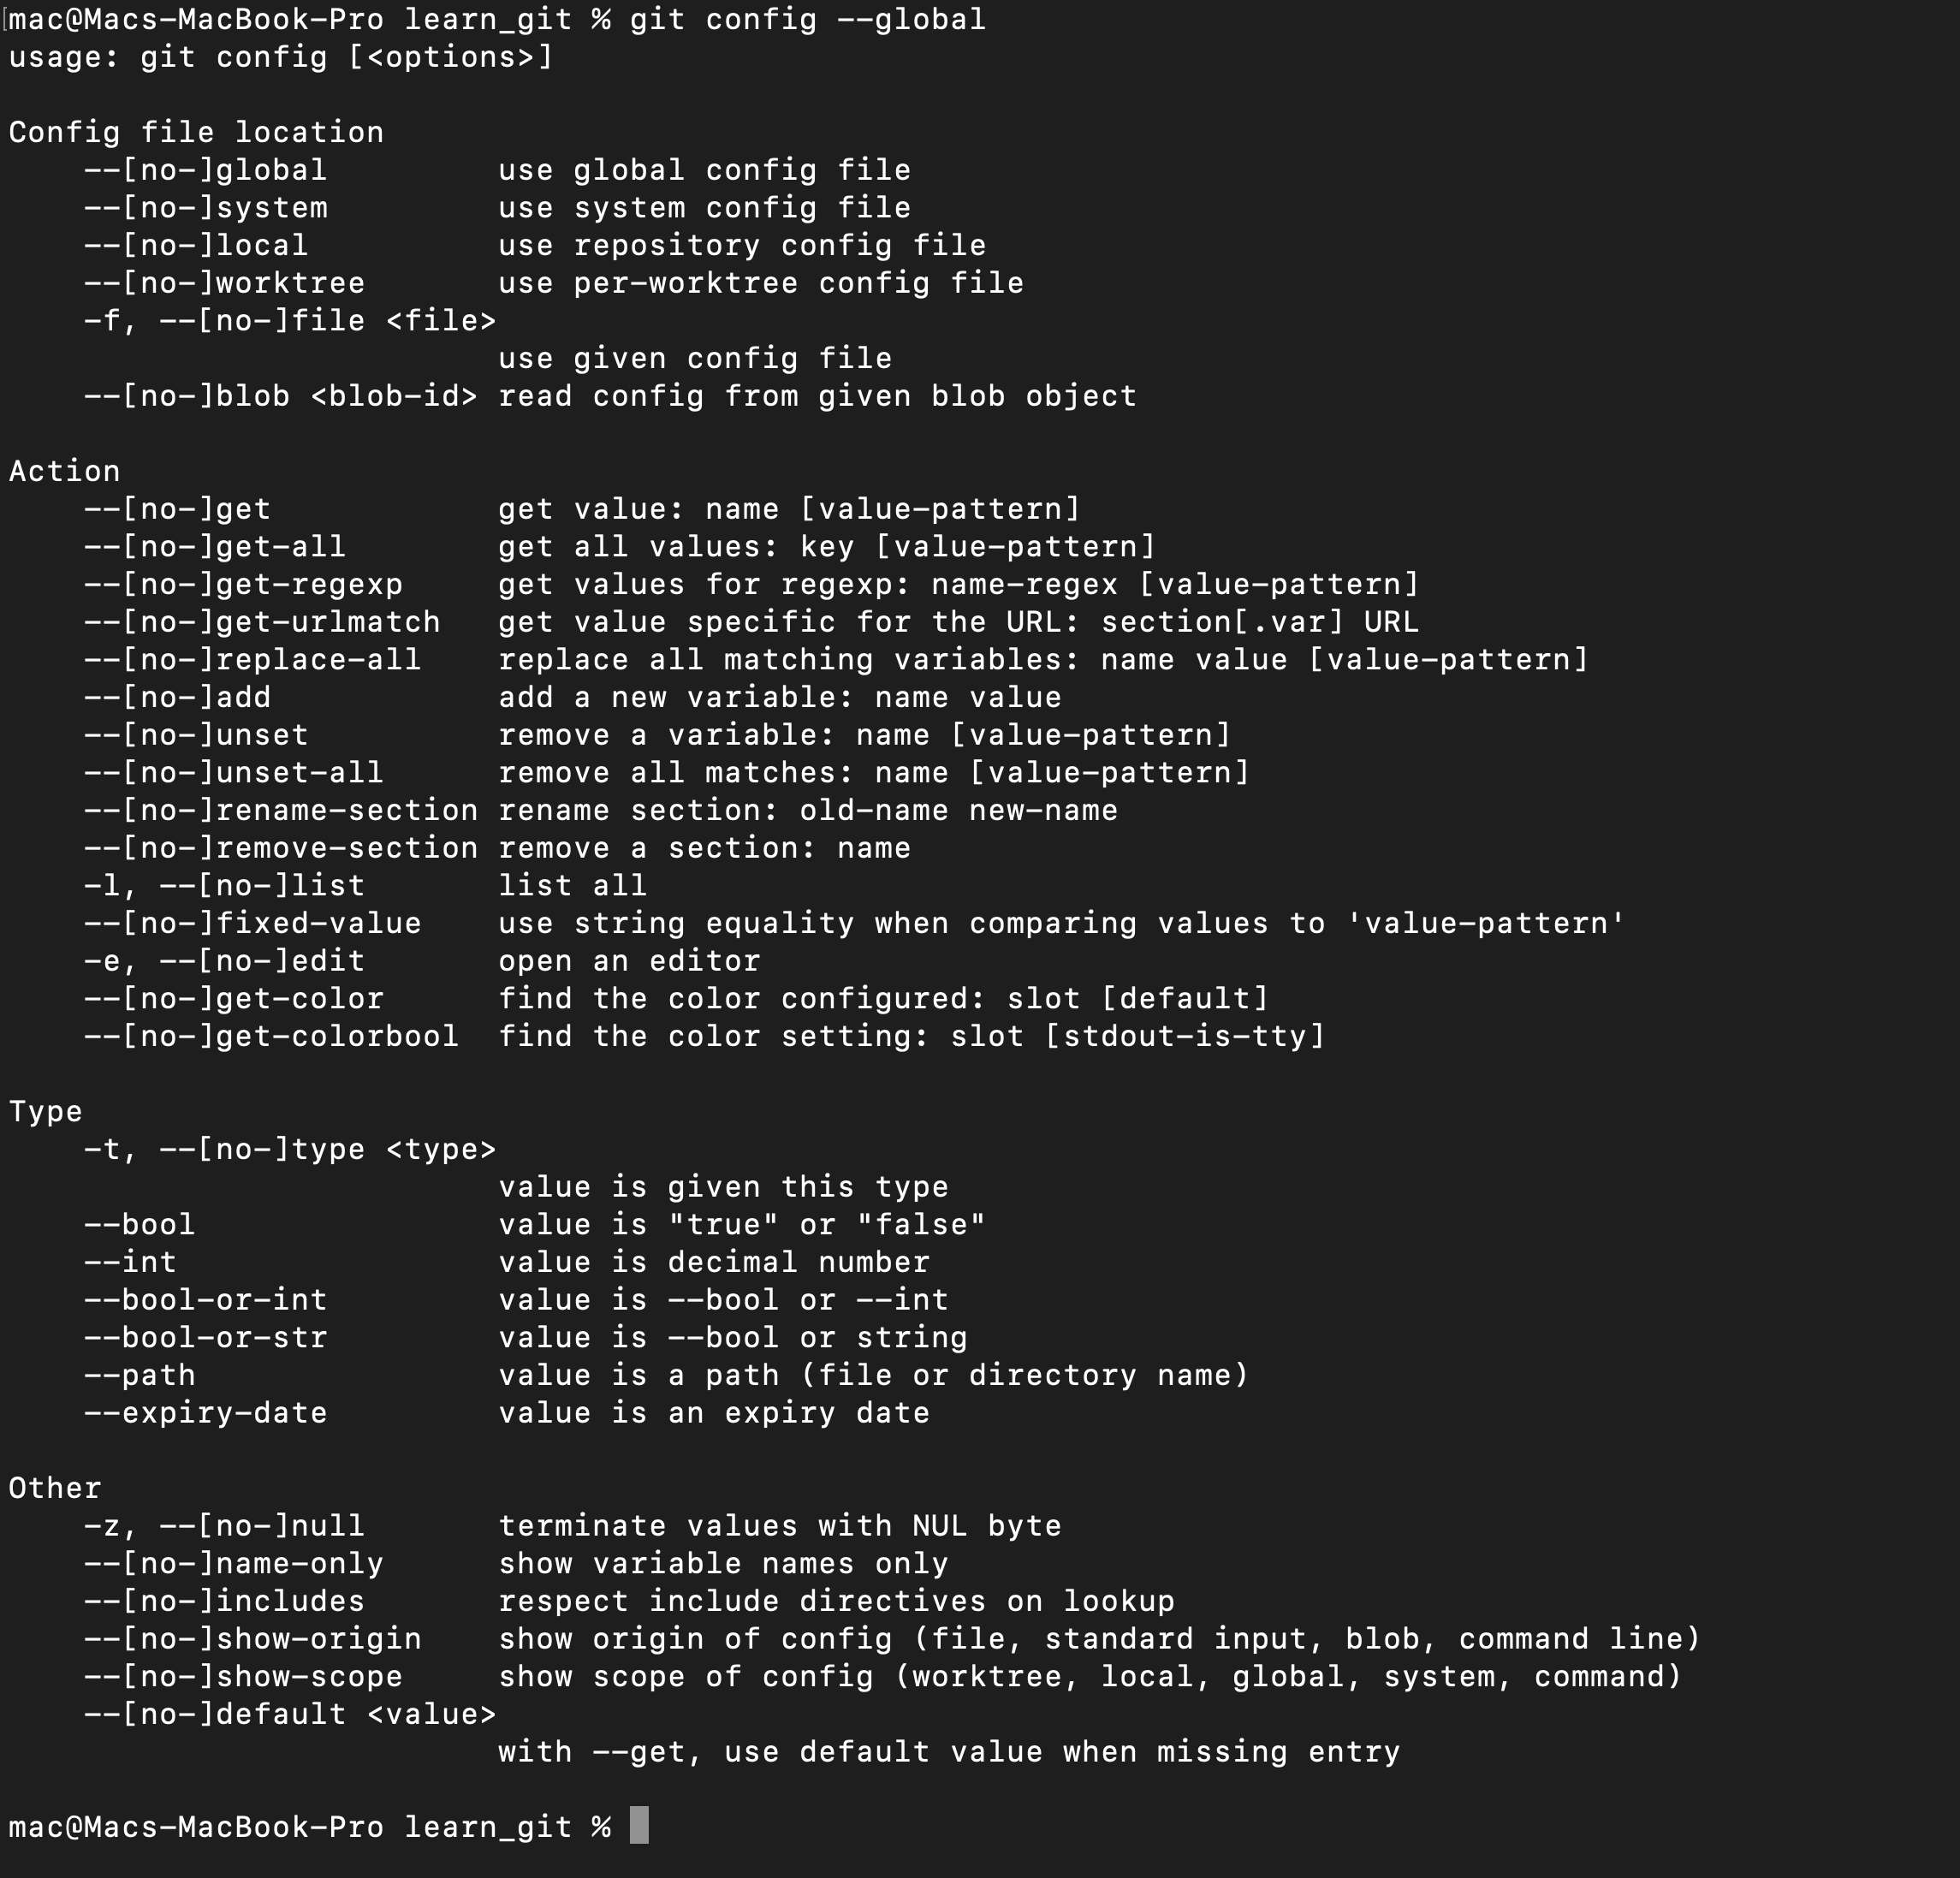 mac@Macs-MacBook-Pro learn_git % git config --global
usage: git config [<options>]

Config file location
    --[no-]global         use global config file
    --[no-]system         use system config file
    --[no-]local          use repository config file
    --[no-]worktree       use per-worktree config file
    -f, --[no-]file <file>
                          use given config file
    --[no-]blob <blob-id> read config from given blob object

Action
    --[no-]get            get value: name [value-pattern]
    --[no-]get-all        get all values: key [value-pattern]
    --[no-]get-regexp     get values for regexp: name-regex [value-pattern]
    --[no-]get-urlmatch   get value specific for the URL: section[.var] URL
    --[no-]replace-all    replace all matching variables: name value [value-pattern]
    --[no-]add            add a new variable: name value
    --[no-]unset          remove a variable: name [value-pattern]
    --[no-]unset-all      remove all matches: name [value-pattern]
    --[no-]rename-section rename section: old-name new-name
    --[no-]remove-section remove a section: name
    -l, --[no-]list       list all
    --[no-]fixed-value    use string equality when comparing values to 'value-pattern'
    -e, --[no-]edit       open an editor
    --[no-]get-color      find the color configured: slot [default]
    --[no-]get-colorbool  find the color setting: slot [stdout-is-tty]

Type
    -t, --[no-]type <type>
                          value is given this type
    --bool                value is "true" or "false"
    --int                 value is decimal number
    --bool-or-int         value is --bool or --int
    --bool-or-str         value is --bool or string
    --path                value is a path (file or directory name)
    --expiry-date         value is an expiry date

Other
    -z, --[no-]null       terminate values with NUL byte
    --[no-]name-only      show variable names only
    --[no-]includes       respect include directives on lookup
    --[no-]show-origin    show origin of config (file, standard input, blob, command line)
    --[no-]show-scope     show scope of config (worktree, local, global, system, command)
    --[no-]default <value>
                          with --get, use default value when missing entry

mac@Macs-MacBook-Pro learn_git %